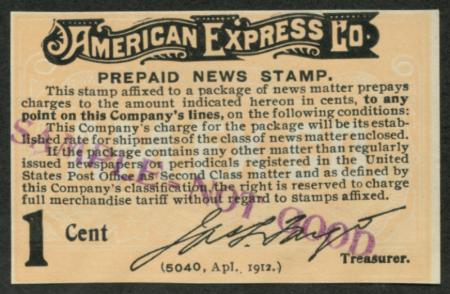 AMERICAN EXPRESS CO.
PREPAID NEWS STAMP.
This stamp affixed to a package of news matter prepays
charges to the amount indicated hereon in cents, to any
point on this Company's lines, on the following conditions:
This Company's charge for the package will be its estab-
lished rate for shipments of the class of news matter enclosed.
If the package contains any other matter than regularly
issued newspapers or periodicals registered in the United
States Post Office as Second Class matter and as defined by
this Company's classification, the right is reserved to charge
full merchandise tariff without regard to stamps affixed.
SAMPLE-NOT GOOD
1 Cent
Treasurer.
(5040, Apl. 1912.)